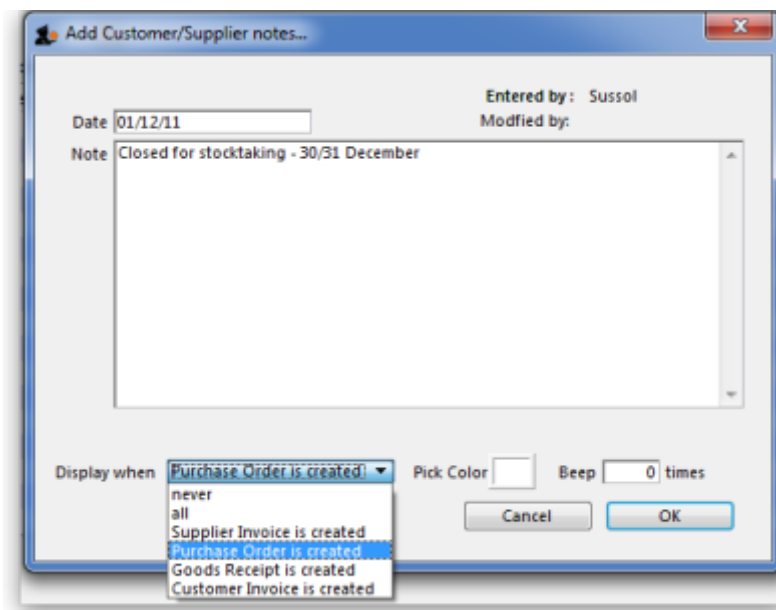 Add Customer/Supplier notes...
Entered by : Sussol
Date 01/12/11 Modfied by:
Note Closed for stocktaking - 30/31 December
Display when Purchase Order is created Pick Color Beep 0 times
never
all
Supplier Invoice is created
Purchase Order is created
Goods Receipt is created
Customer Invoice is created
Cancel OK